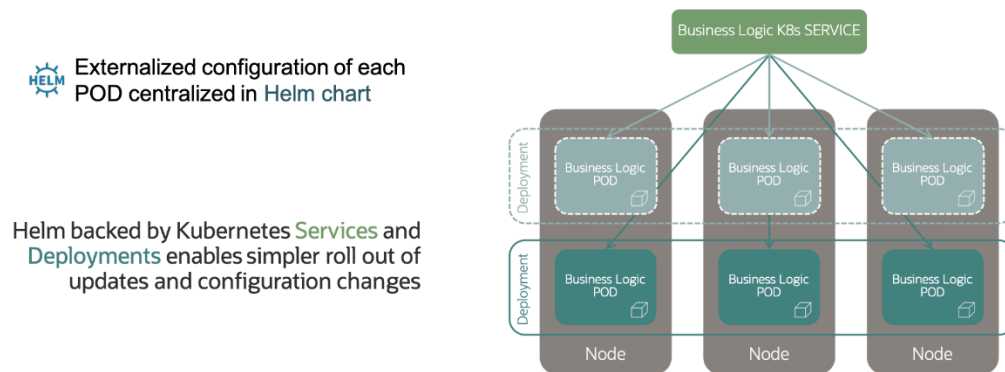 Business Logic K8s SERVICE
HELM
Externalized configuration of each
POD centralized in Helm chart
Deployment
Business Logic
POD
Business Logic
POD
Business Logic
POD
Helm backed by Kubernetes Services and
Deployments enables simpler roll out of
updates and configuration changes
Deployment
Business Logic
POD
Business Logic
POD
Business Logic
POD
Node
Node
Node